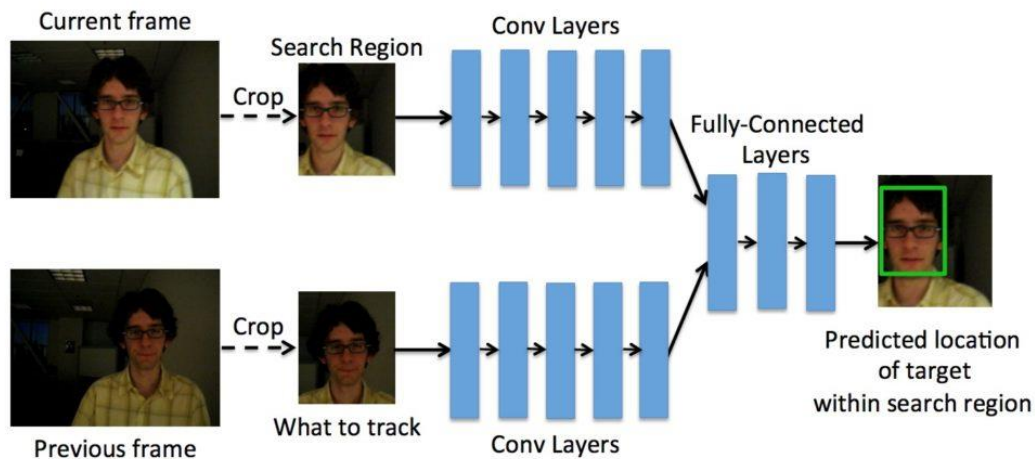 Current frame
Crop
Search Region
Conv Layers
Fully-Connected
Layers
Previous frame
Crop
What to track
Conv Layers
Predicted location
of target
within search region